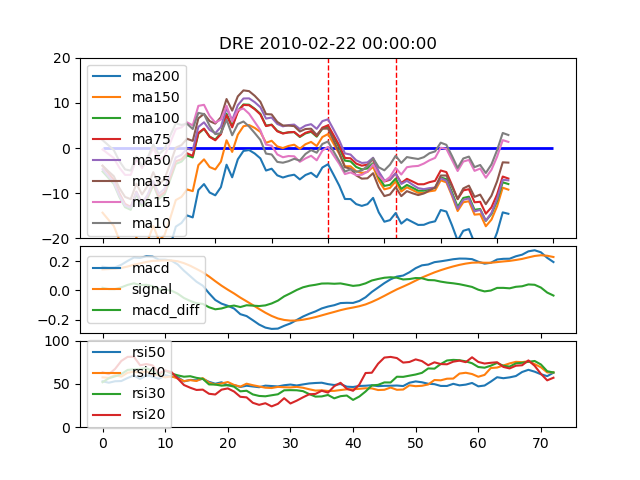 DRE 2010-02-22 00:00:00
20
10
0
−10
−20
ma200
ma150
ma100
ma75
ma50
ma35
ma15
ma10
0.2
0.0
−0.2
macd
signal
macd_diff
100
50
0
rsi50
rsi40
rsi30
rsi20
0 10 20 30 40 50 60 70